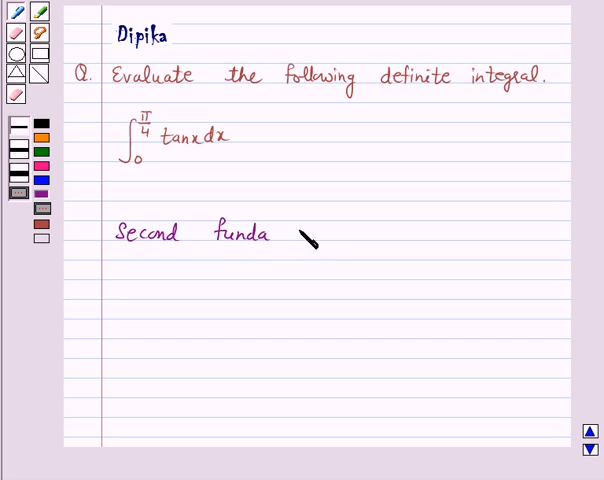 Dipika
Q. Evaluate the following definite integral.
∫₀^(π/4) tanx dx
Second funda